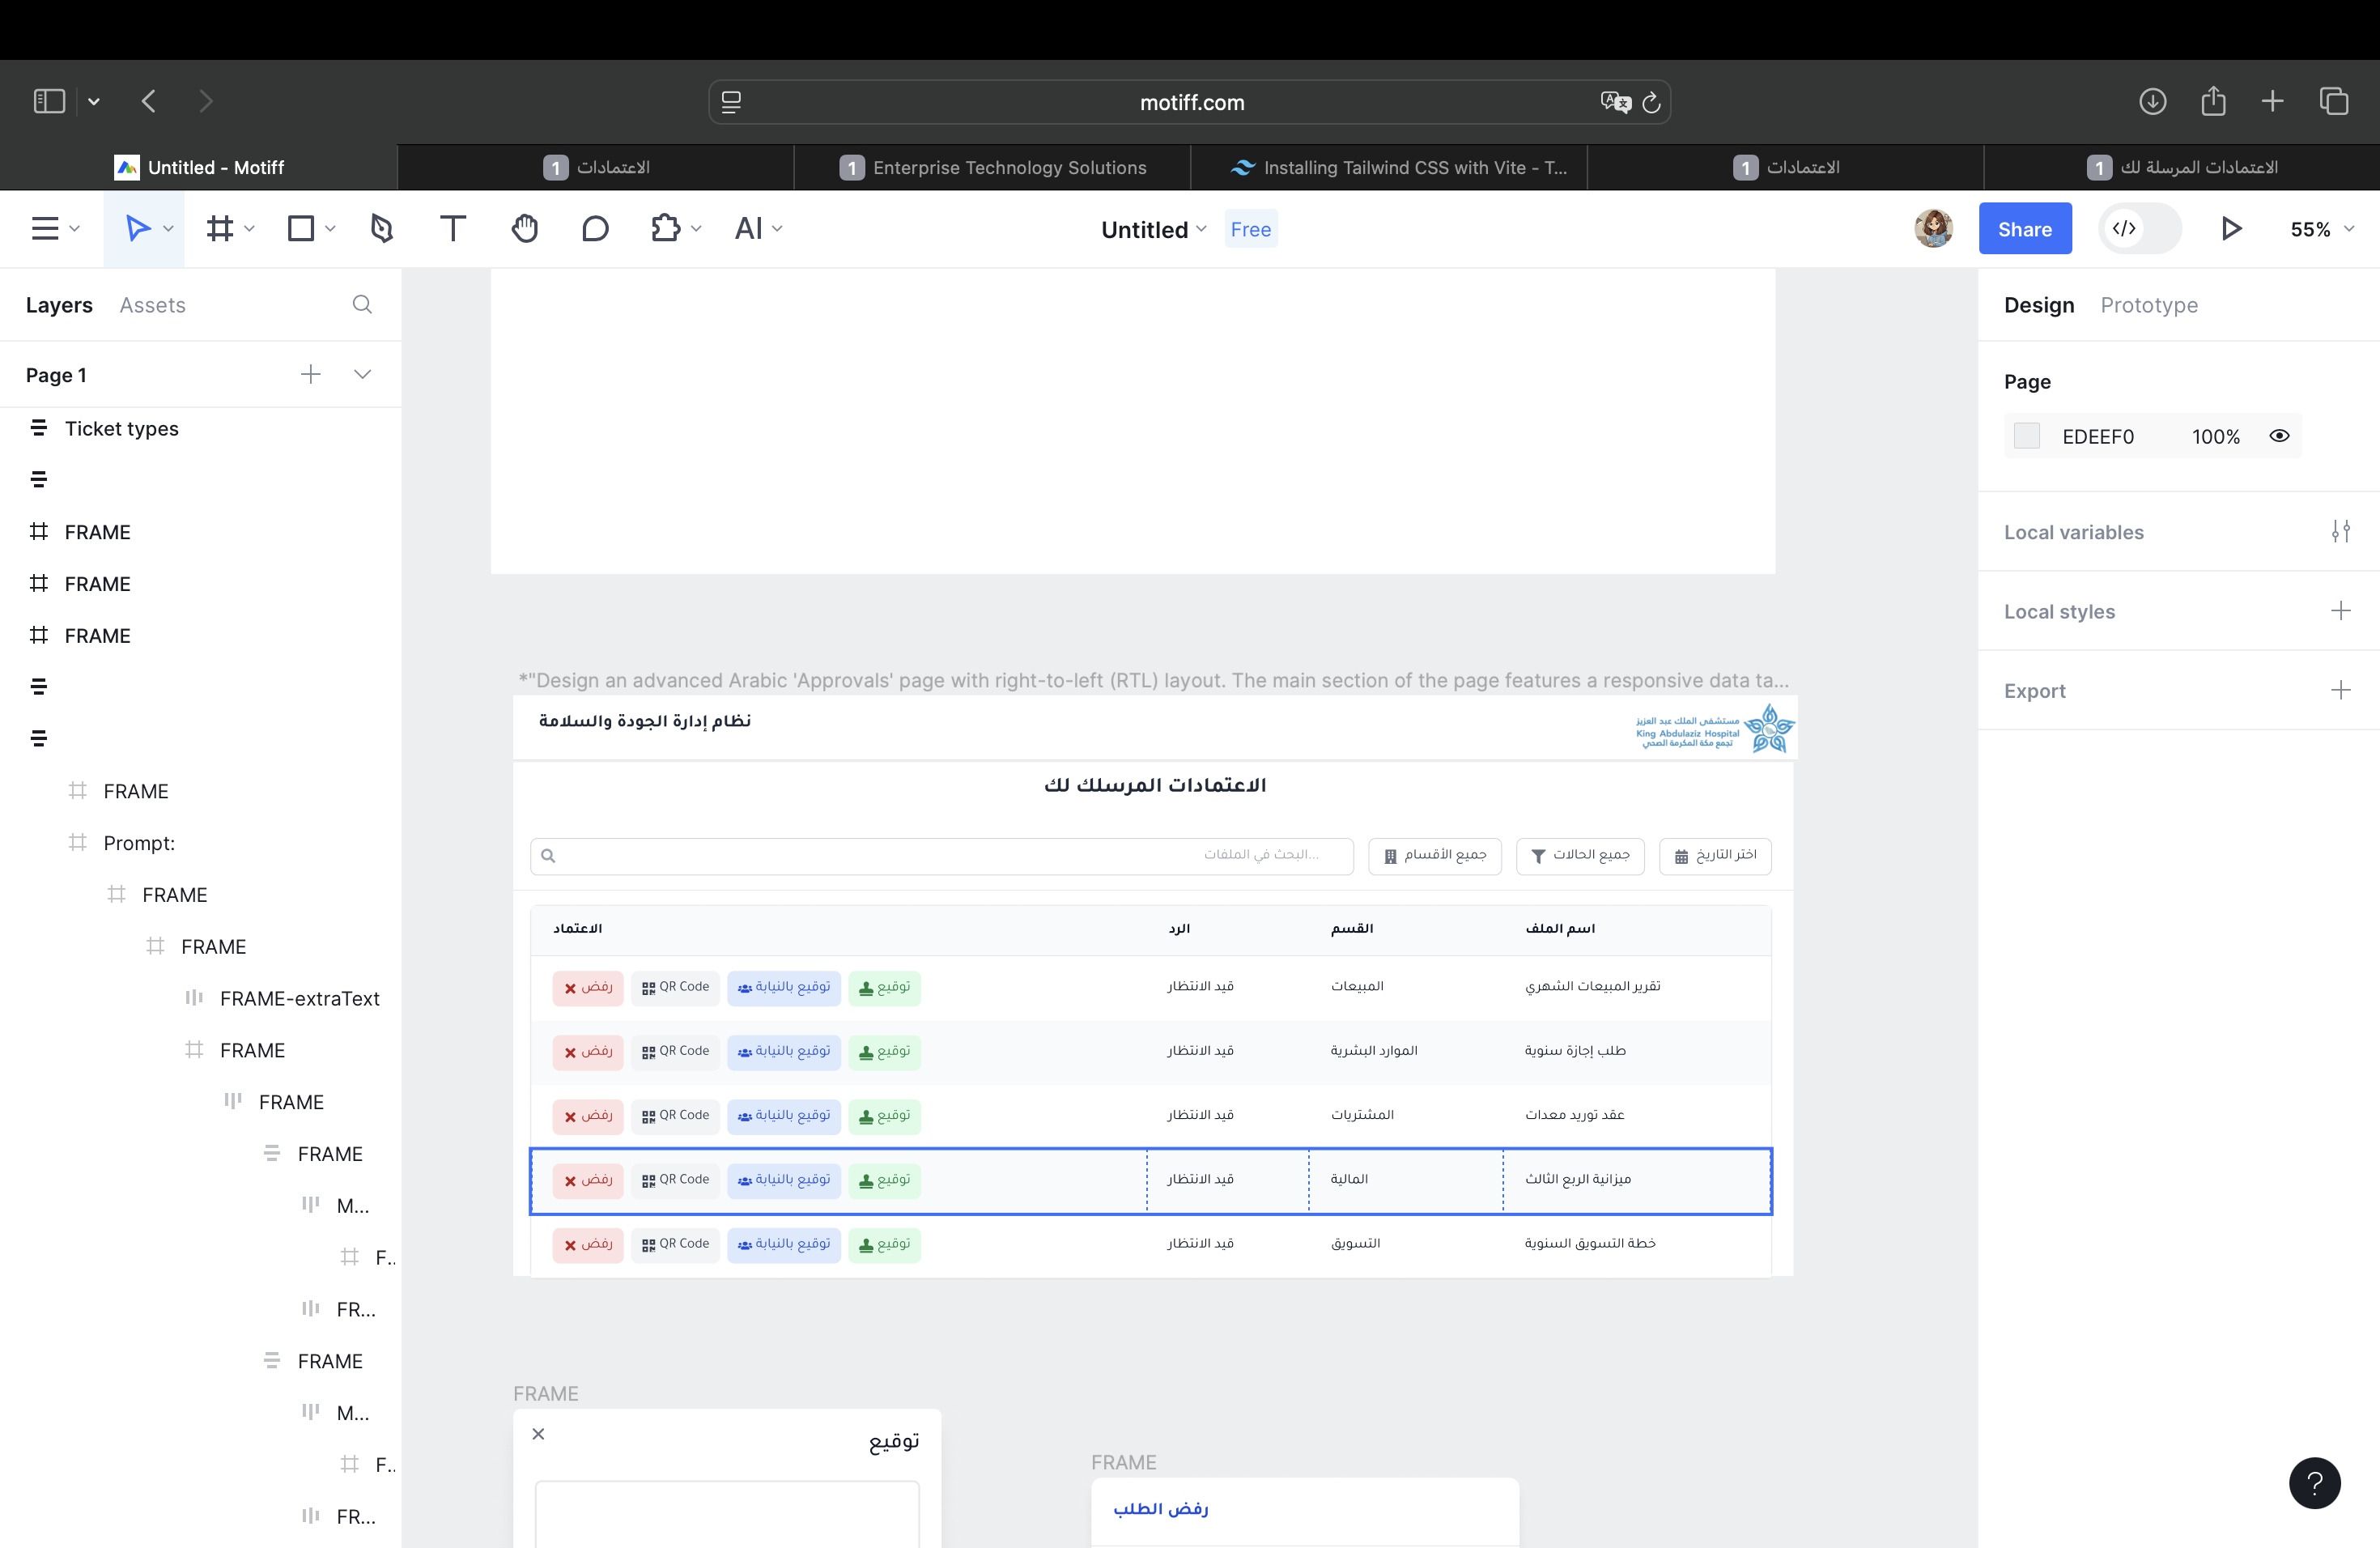 motiff.com
Untitled - Motiff
1 الاعتمادات
1 Enterprise Technology Solutions
Installing Tailwind CSS with Vite - T...
1 الاعتمادات
1 الاعتمادات المرسلة لك
AI
Untitled
Free
Share
55%
Layers
Assets
Page 1
Ticket types
FRAME
FRAME
FRAME
FRAME
Prompt:
FRAME
FRAME
FRAME-extraText
FRAME
FRAME
FRAME
M...
F..
FR...
FRAME
M...
F..
FR...
*"Design an advanced Arabic 'Approvals' page with right-to-left (RTL) layout. The main section of the page features a responsive data ta...
مستشفى الملك عبد العزيز
King Abdulaziz Hospital
تجمع مكة المكرمة الصحي
نظام إدارة الجودة والسلامة
الاعتمادات المرسلك لك
اختر التاريخ
جميع الحالات
جميع الأقسام
البحث في الملفات...
اسم الملف القسم الرد الاعتماد
تقرير المبيعات الشهري المبيعات قيد الانتظار توقيع توقيع بالنيابة QR Code رفض
طلب إجازة سنوية الموارد البشرية قيد الانتظار توقيع توقيع بالنيابة QR Code رفض
عقد توريد معدات المشتريات قيد الانتظار توقيع توقيع بالنيابة QR Code رفض
ميزانية الربع الثالث المالية قيد الانتظار توقيع توقيع بالنيابة QR Code رفض
خطة التسويق السنوية التسويق قيد الانتظار توقيع توقيع بالنيابة QR Code رفض
FRAME
توقيع
FRAME
رفض الطلب
Design
Prototype
Page
EDEEF0 100%
Local variables
Local styles
Export
?